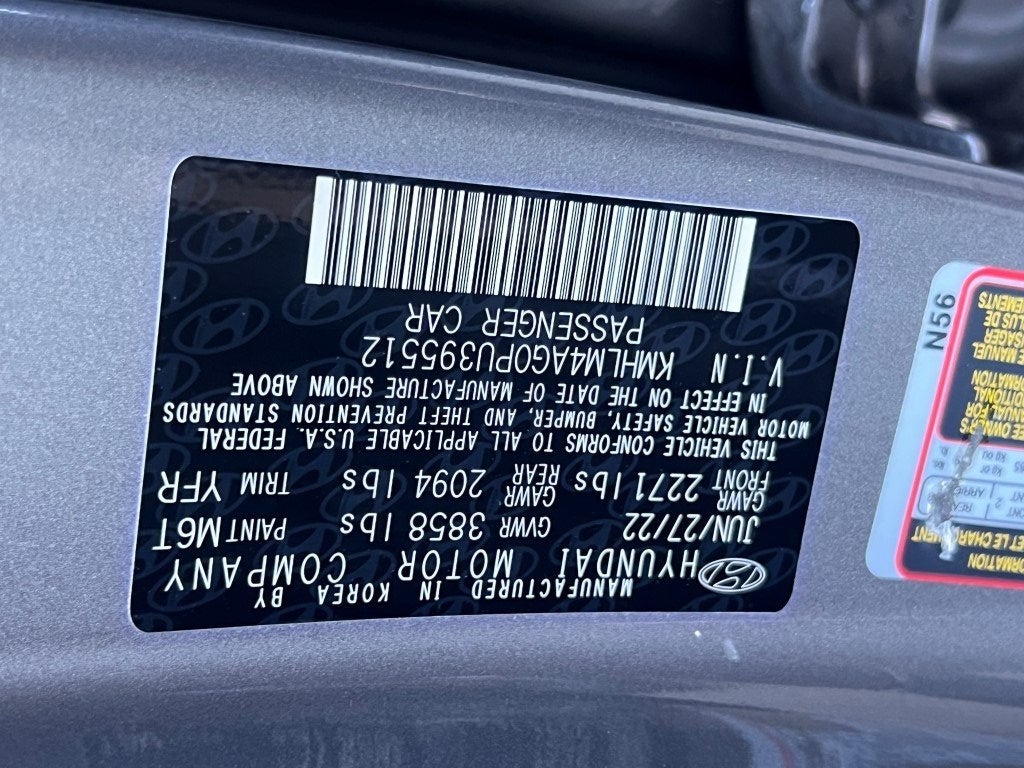 MANUFACTURED IN KOREA BY
HYUNDAI MOTOR COMPANY
JUN/27/22 GVWR 3858 lbs PAINT M6T
GAWR FRONT 2271 lbs GAWR REAR 2094 lbs TRIM YFR
THIS VEHICLE CONFORMS TO ALL APPLICABLE U.S.A. FEDERAL
MOTOR VEHICLE SAFETY, BUMPER, AND THEFT PREVENTION STANDARDS
IN EFFECT ON THE DATE OF MANUFACTURE SHOWN ABOVE
V.I.N KMHLM4AG0PU395512
PASSENGER CAR
N56